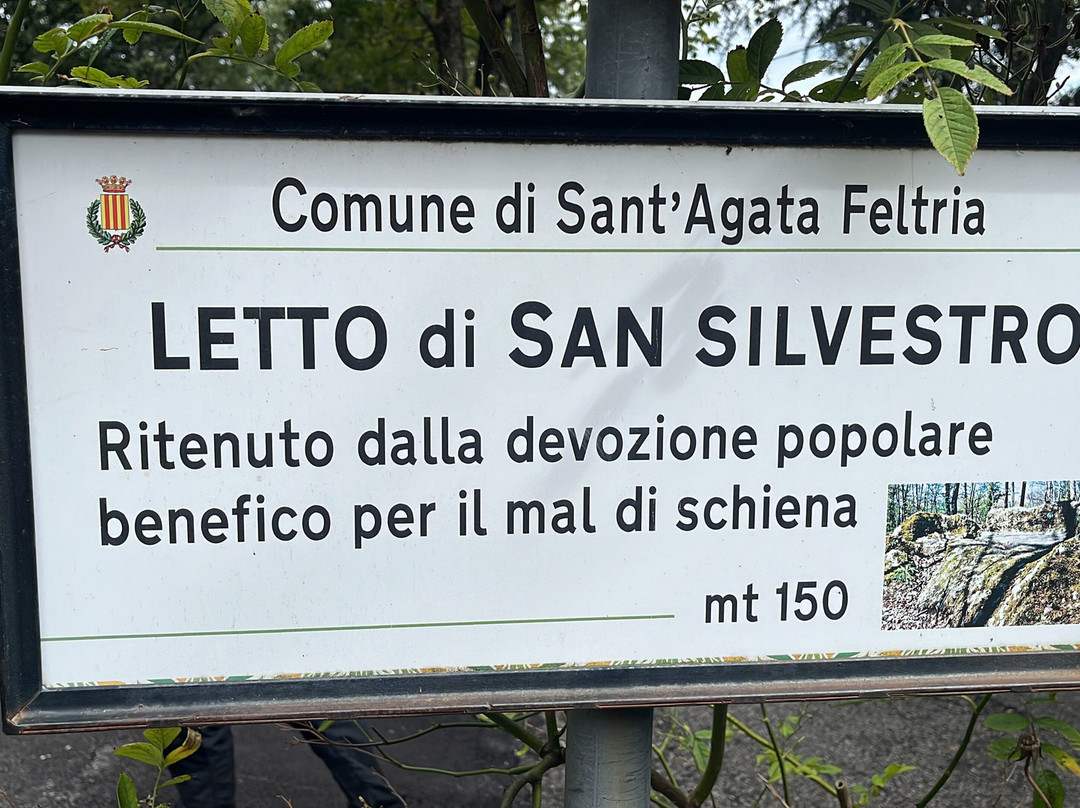 Comune di Sant'Agata Feltria
LETTO di SAN SILVESTRO
Ritenuto dalla devozione popolare
benefico per il mal di schiena
mt 150